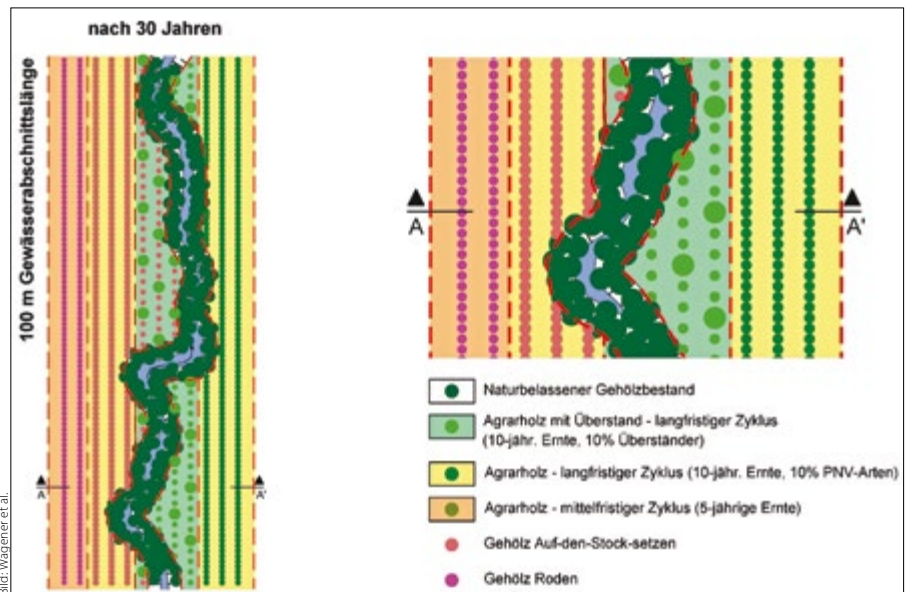 nach 30 Jahren
100 m Gewässerabschnittslänge
A
A'
A
A'
Naturbelassener Gehölzbestand
Agrarholz mit Überstand - langfristiger Zyklus
(10-jähr. Ernte, 10% Überständer)
Agrarholz - langfristiger Zyklus (10-jähr. Ernte, 10% PNV-Arten)
Agrarholz - mittelfristiger Zyklus (5-jährige Ernte)
Gehölz Auf-den-Stock-setzen
Gehölz Roden
Bild: Wagener et al.